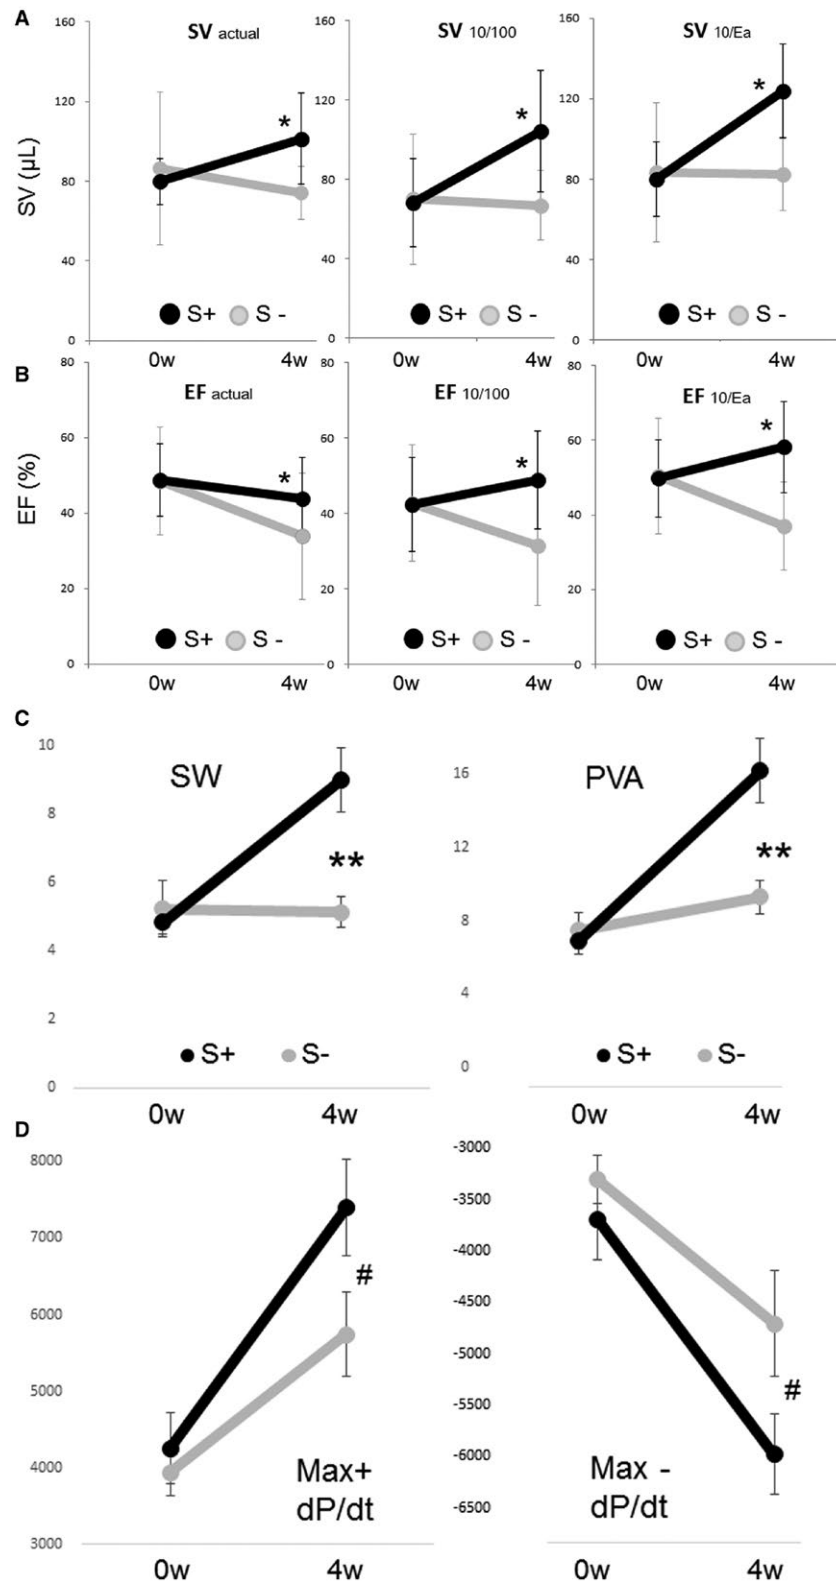 A
SV actual
SV 10/100
SV 10/Ea
160
120
80
40
0
160
120
80
40
0
160
120
80
40
0
SV (µL)
*
*
*
S+ S -
S+ S -
S+ S -
0w 4w
0w 4w
0w 4w
B
EF actual
EF 10/100
EF 10/Ea
80
60
40
20
0
80
60
40
20
0
80
60
40
20
0
EF (%)
*
*
*
S+ S -
S+ S -
S+ S -
0w 4w
0w 4w
0w 4w
C
SW
10
8
6
4
2
0
**
S+ S-
0w 4w
PVA
16
12
8
4
0
**
S+ S-
0w 4w
D
8000
7000
6000
5000
4000
3000
#
Max+
dP/dt
0w 4w
-3000
-3500
-4000
-4500
-5000
-5500
-6000
-6500
#
Max -
dP/dt
0w 4w